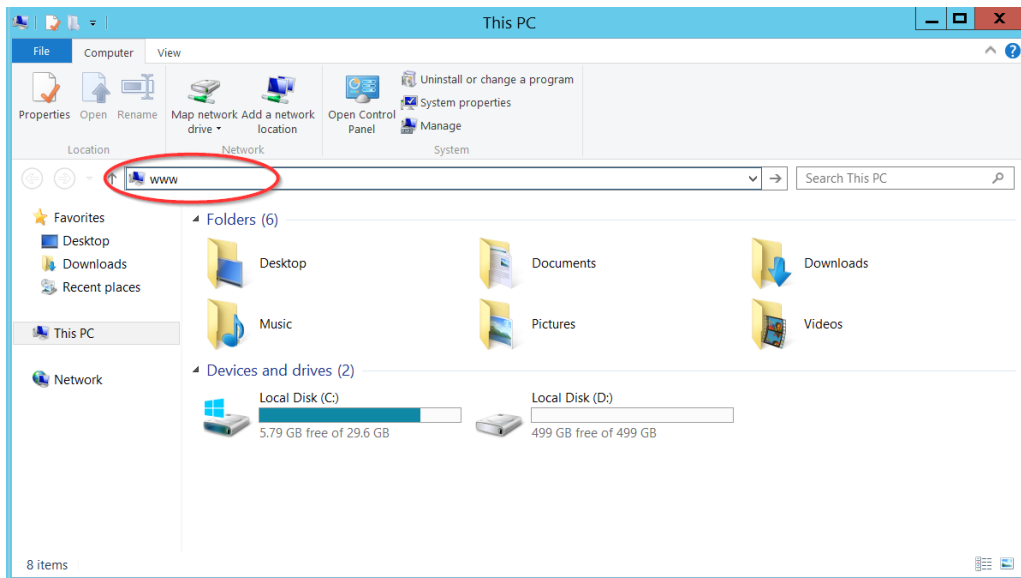 This PC
File Computer View
Properties Open Rename Map network drive Add a network location Open Control Panel Uninstall or change a program
System properties
Manage
Location Network System
www Search This PC
Favorites
Desktop
Downloads
Recent places
This PC
Network
Folders (6)
Desktop Documents Downloads
Music Pictures Videos
Devices and drives (2)
Local Disk (C:) Local Disk (D:)
5.79 GB free of 29.6 GB 499 GB free of 499 GB
8 items